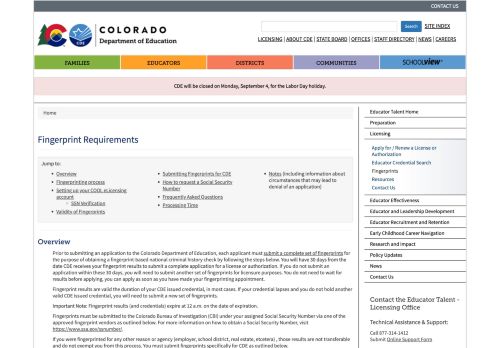 CONTACT US
COLORADO
Department of Education
CDE
Search
SITE INDEX
LICENSING | ABOUT CDE | STATE BOARD | OFFICES | STAFF DIRECTORY | NEWS | CAREERS
FAMILIES
EDUCATORS
DISTRICTS
COMMUNITIES
SCHOOLVIEW
CDE will be closed on Monday, September 4, for the Labor Day holiday.
Home
Fingerprint Requirements
Jump to:
Overview
Fingerprinting process
Setting up your COOL eLicensing
account
SSN Verification
Validity of Fingerprints
Submitting Fingerprints for CDE
How to request a Social Security
Number
Frequently Asked Questions
Processing Time
Notes (including information about
circumstances that may lead to
denial of an application)
Overview
Prior to submitting an application to the Colorado Department of Education, each applicant must submit a complete set of fingerprints
for the purpose of obtaining a fingerprint based national criminal history check by following the steps below. You will have 30 days from the
date CDE receives your fingerprint results to submit a complete application for a license or authorization. If you do not submit an
application within these 30 days, you will need to submit another set of fingerprints for licensure purposes. You do not need to wait for
results before applying, you can apply as soon as you have made your fingerprinting appointment.
Fingerprint results are valid the duration of your CDE issued credential, in most cases. If your credential lapses and you do not hold another
valid CDE issued credential, you will need to submit a new set of fingerprints.
Important Note: Fingerprint results (and credentials) expire at 12 a.m. on the date of expiration.
Fingerprints must be submitted to the Colorado Bureau of Investigation (CBI) under your assigned Social Security Number via one of the
approved fingerprint vendors as outlined below. For more information on how to obtain a Social Security Number, visit
https://www.ssa.gov/ssnumber/.
If you were fingerprinted for any other reason or agency (employer, school district, real estate, etcetera) , those results are not transferable
and do not exempt you from this process. You must submit fingerprints specifically for CDE as outlined below.
Educator Talent Home
Preparation
Licensing
Apply for / Renew a License or
Authorization
Educator Credential Search
Fingerprints
Resources
Contact Us
Educator Effectiveness
Educator and Leadership Development
Educator Recruitment and Retention
Early Childhood Career Navigation
Research and Impact
Policy Updates
News
Contact Us
Contact the Educator Talent -
Licensing Office
Technical Assistance & Support:
Call 877-314-1412
Submit Online Support Form